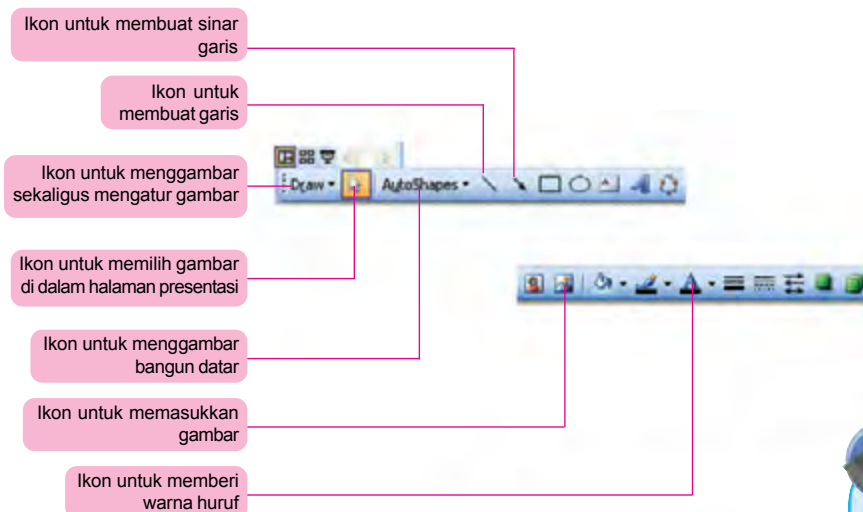 Ikon untuk membuat sinar
garis
Ikon untuk
membuat garis
Ikon untuk menggambar
sekaligus mengatur gambar
Draw
AutoShapes
Ikon untuk memilih gambar
di dalam halaman presentasi
A
Ikon untuk menggambar
bangun datar
Ikon untuk memasukkan
gambar
Ikon untuk memberi
warna huruf